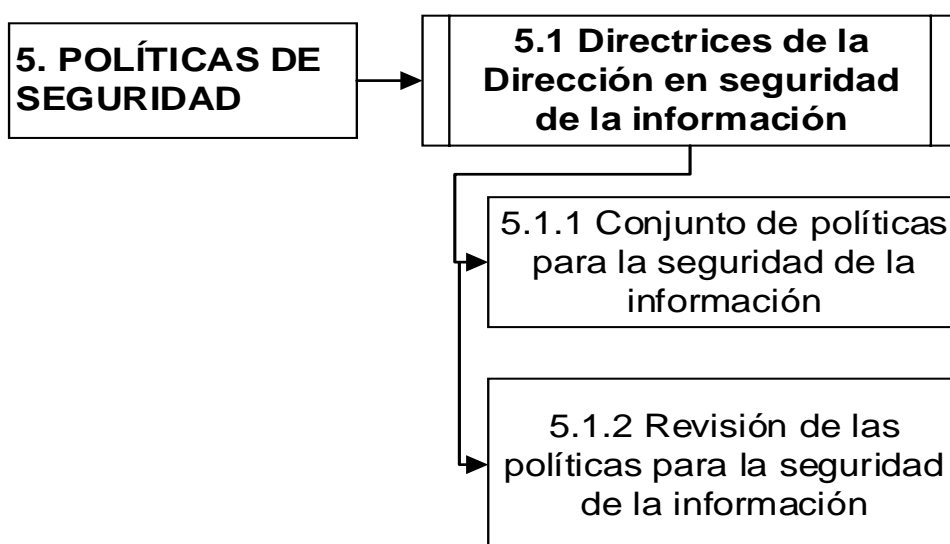 5. POLÍTICAS DE
SEGURIDAD
5.1 Directrices de la
Dirección en seguridad
de la información
5.1.1 Conjunto de políticas
para la seguridad de la
información
5.1.2 Revisión de las
políticas para la seguridad
de la información